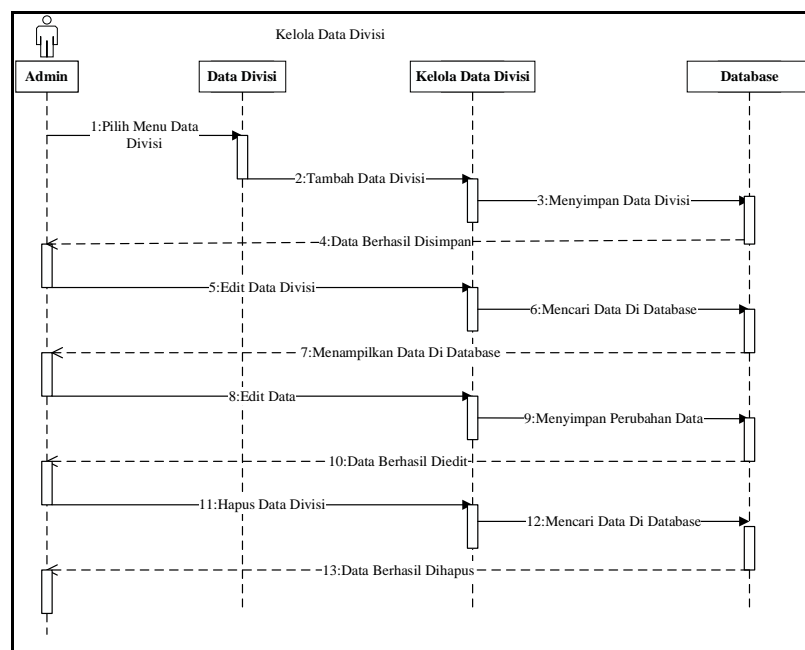 Kelola Data Divisi
Admin
Data Divisi
Kelola Data Divisi
Database
1:Pilih Menu Data
Divisi
2:Tambah Data Divisi
3:Menyimpan Data Divisi
4:Data Berhasil Disimpan
5:Edit Data Divisi
6:Mencari Data Di Database
7:Menampilkan Data Di Database
8:Edit Data
9:Menyimpan Perubahan Data
10:Data Berhasil Diedit
11:Hapus Data Divisi
12:Mencari Data Di Database
13:Data Berhasil Dihapus